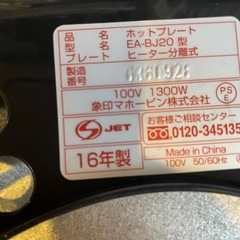 品名 ホットプレート
型名 EA-BJ20 型
プレート ヒーター分離式
製造番号
100V 1300W
象印マホービン株式会社
PS E
S JET
お客様ご相談センター
0120-345135
16年製
Made in China
100V 50/60Hz